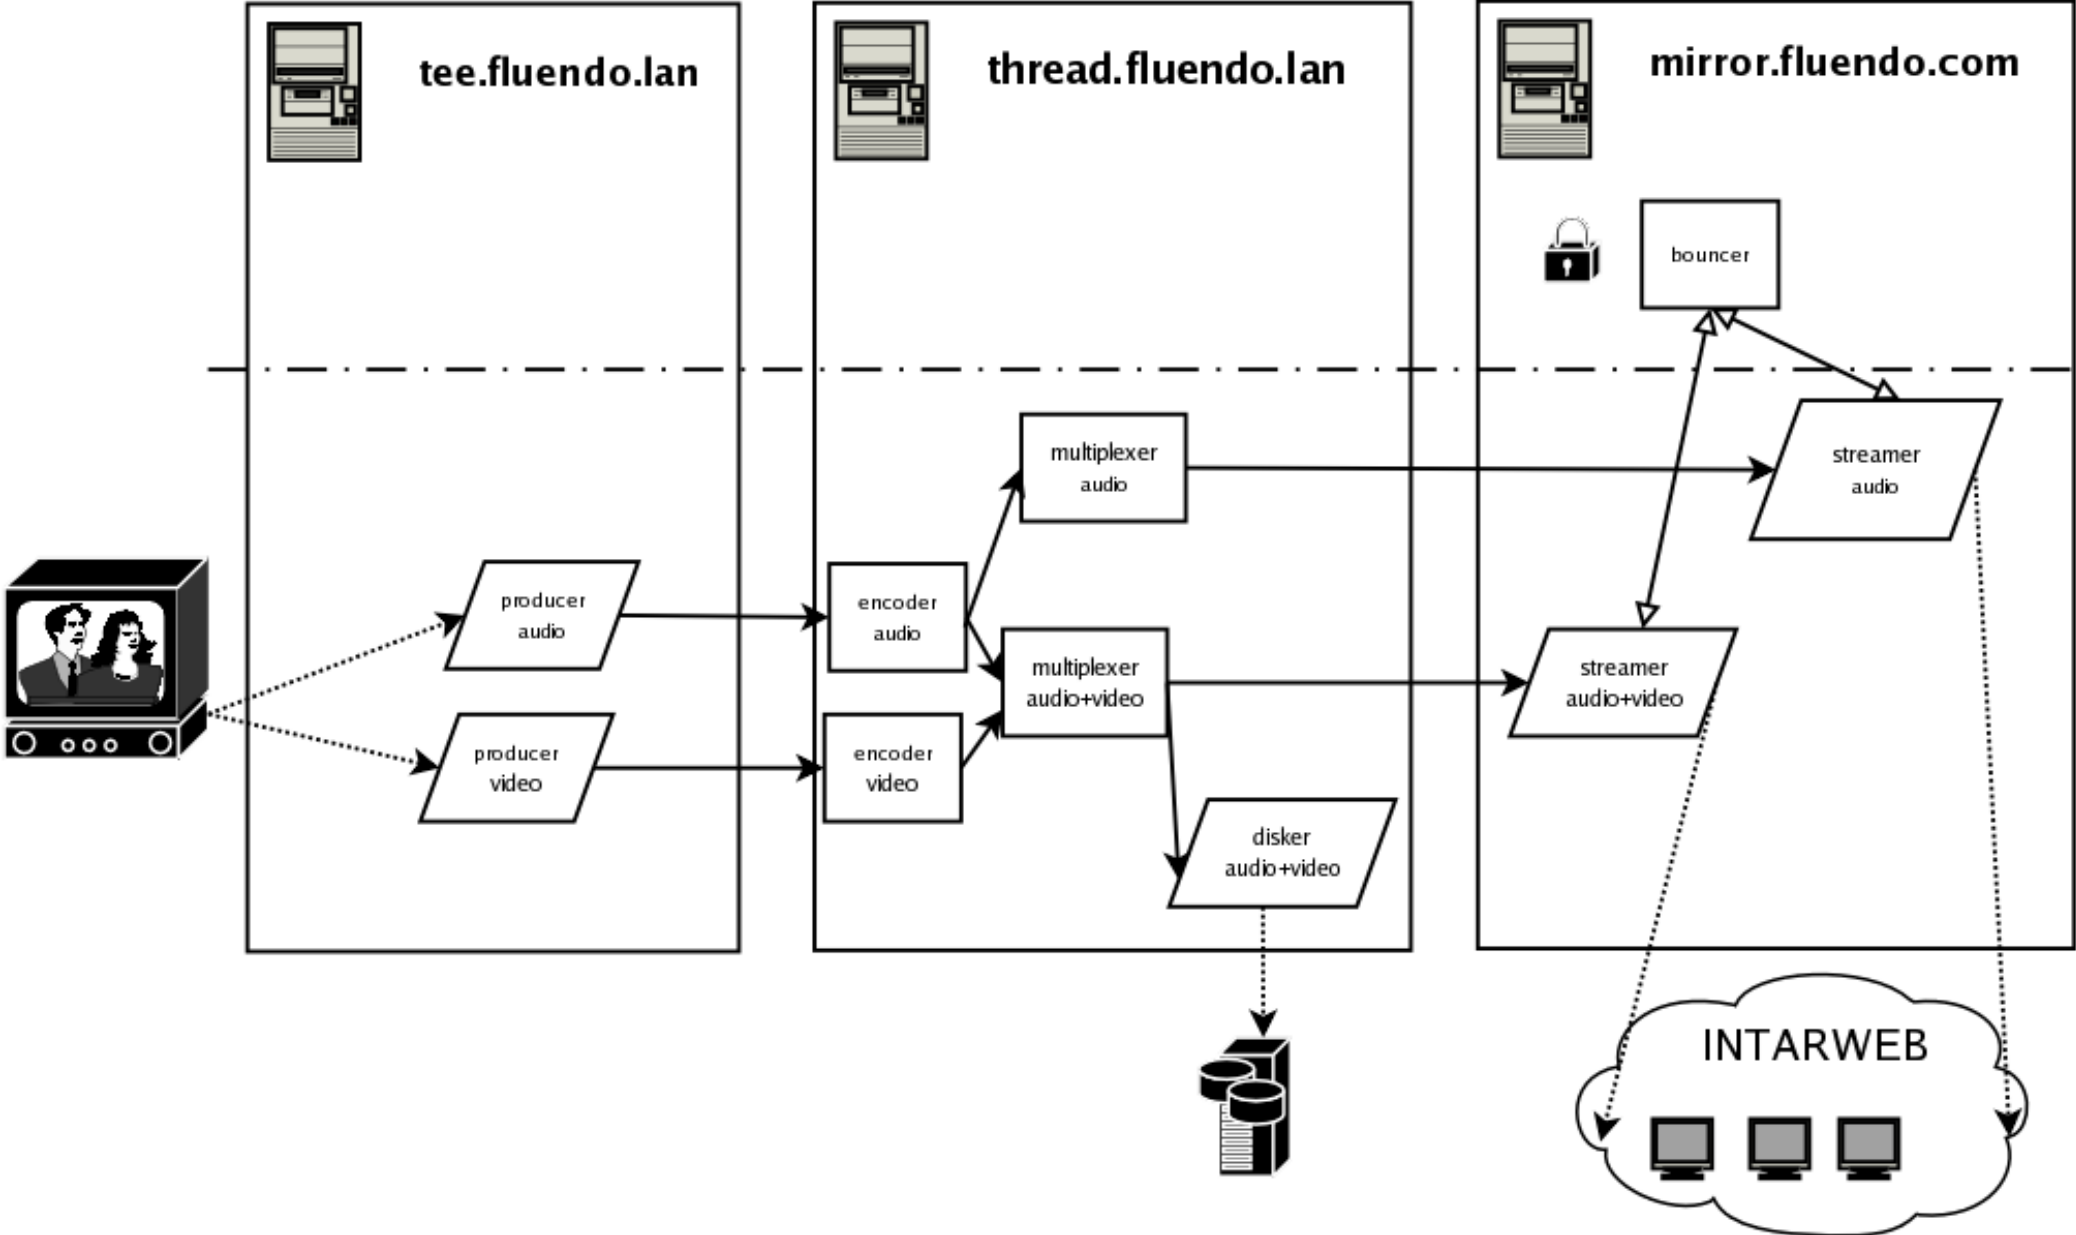 tee.fluendo.lan
thread.fluendo.lan
mirror.fluendo.com
bouncer
multiplexer
audio
streamer
audio
producer
audio
encoder
audio
multiplexer
audio+video
streamer
audio+video
producer
video
encoder
video
disker
audio+video
INTARWEB